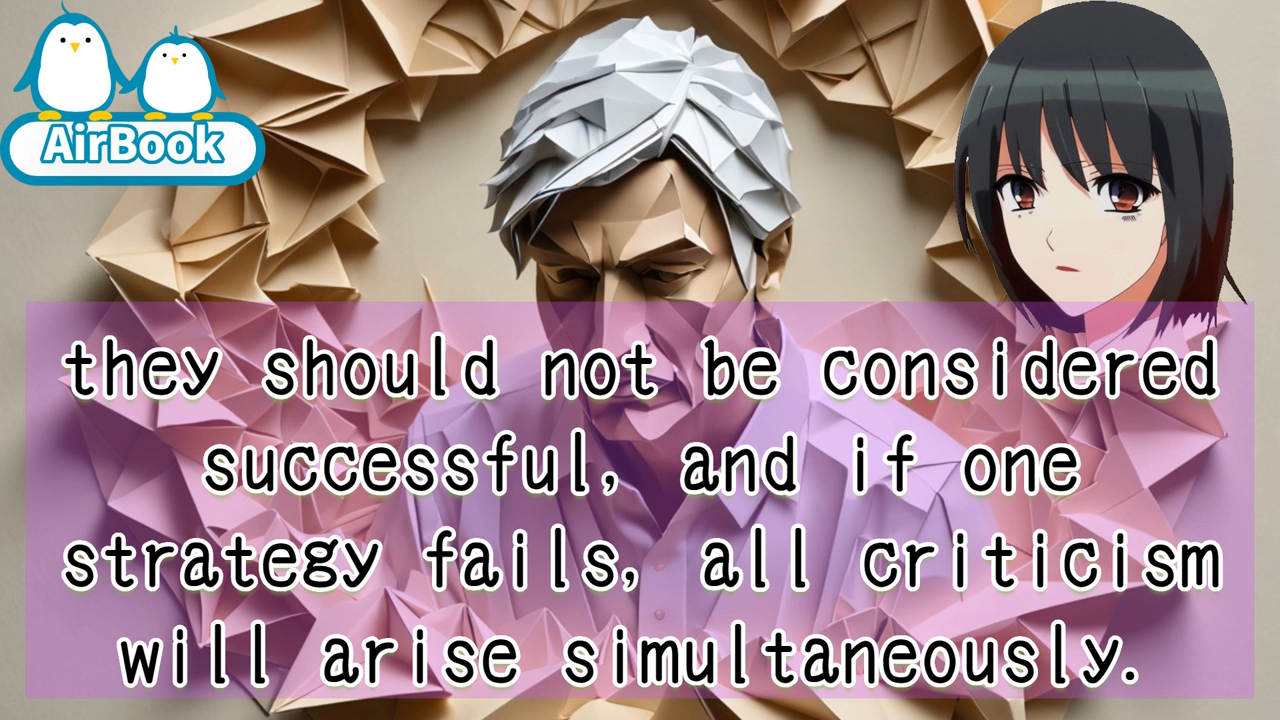 AirBook
they should not be considered
successful, and if one
strategy fails, all criticism
will arise simultaneously.